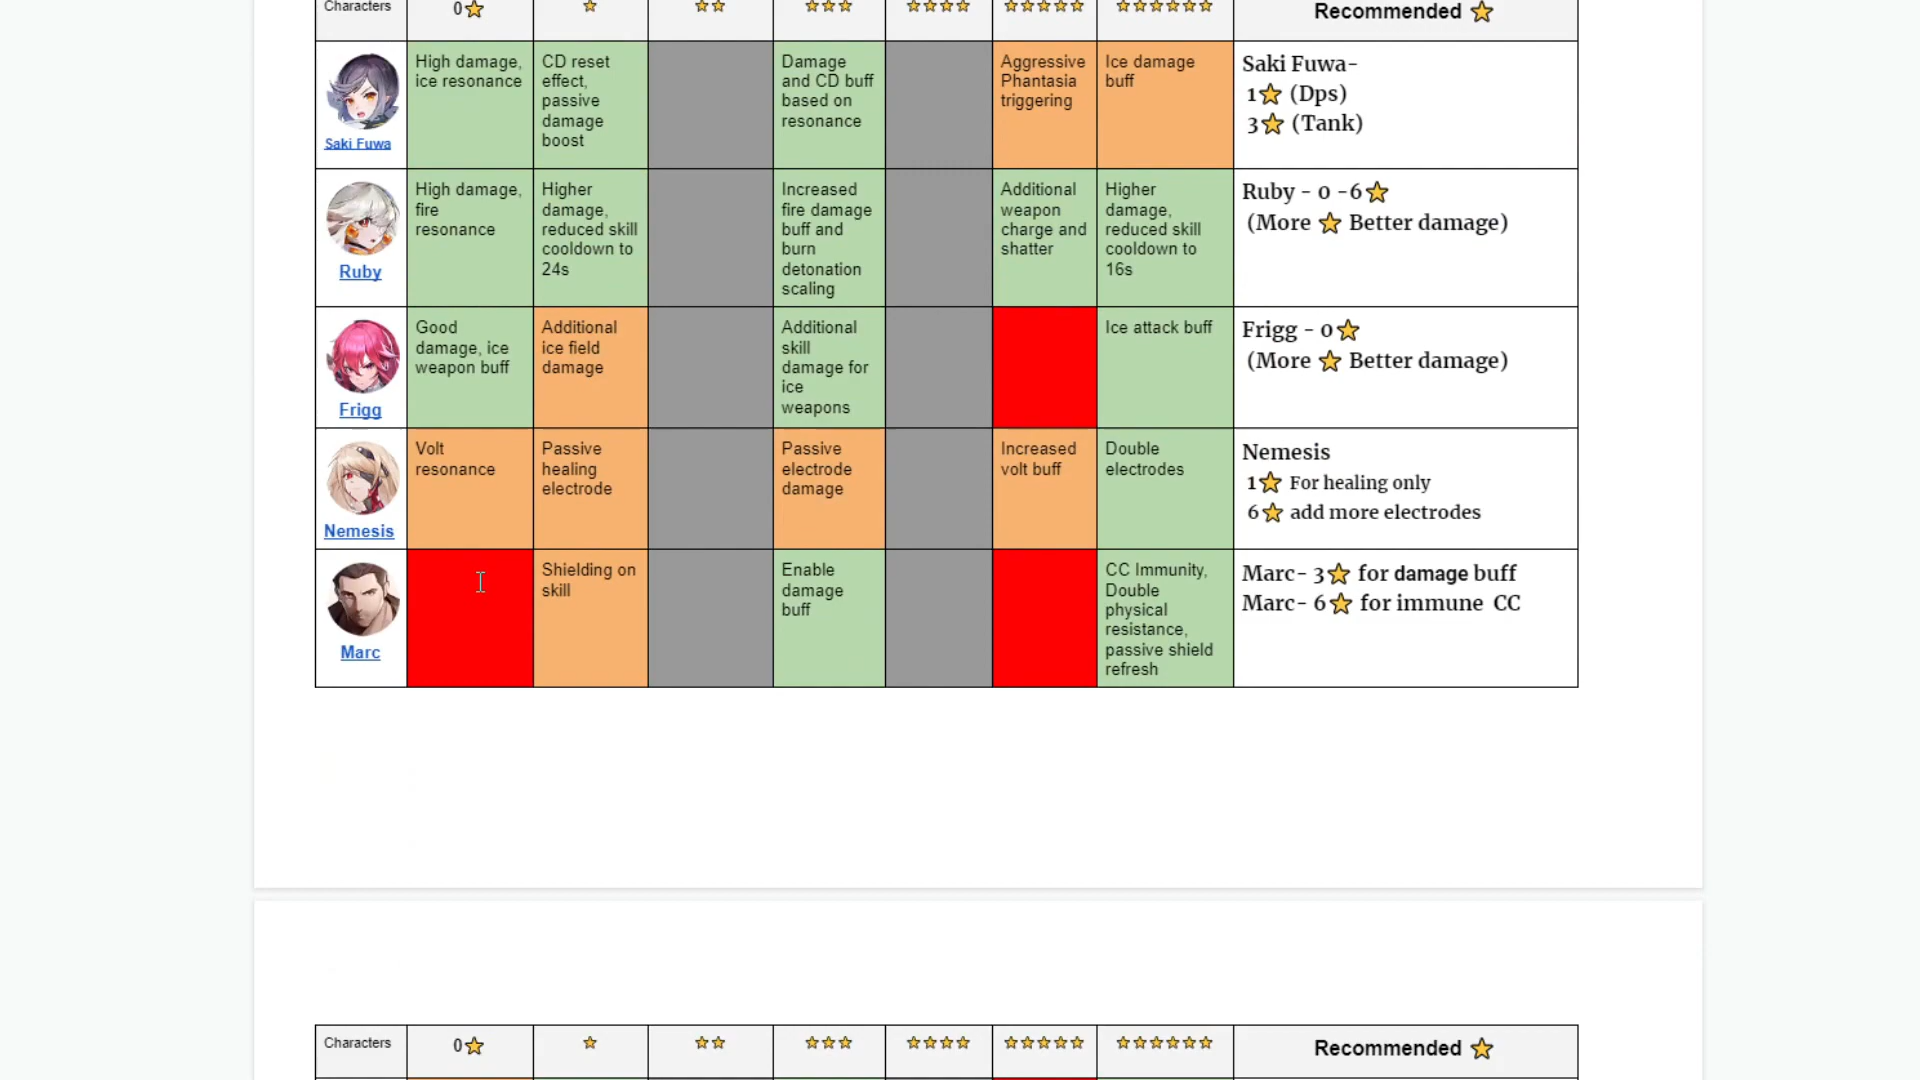 Characters
0
Recommended
High damage,
ice resonance
CD reset
effect,
passive
damage
boost
Damage
and CD buff
based on
resonance
Aggressive
Phantasia
triggering
Ice damage
buff
Saki Fuwa-
1⭐ (Dps)
3⭐ (Tank)
Saki Fuwa
High damage,
fire
resonance
Higher
damage,
reduced skill
cooldown to
24s
Increased
fire damage
buff and
burn
detonation
scaling
Additional
weapon
charge and
shatter
Higher
damage,
reduced skill
cooldown to
16s
Ruby - 0 -6⭐
(More ⭐ Better damage)
Ruby
Good
damage, ice
weapon buff
Additional
ice field
damage
Additional
skill
damage for
ice
weapons
Ice attack buff
Frigg - 0⭐
(More ⭐ Better damage)
Frigg
Volt
resonance
Passive
healing
electrode
Passive
electrode
damage
Increased
volt buff
Double
electrodes
Nemesis
1⭐ For healing only
6⭐ add more electrodes
Nemesis
Shielding on
skill
Enable
damage
buff
CC Immunity,
Double
physical
resistance,
passive shield
refresh
Marc- 3⭐ for damage buff
Marc- 6⭐ for immune CC
Marc
Characters
0
Recommended